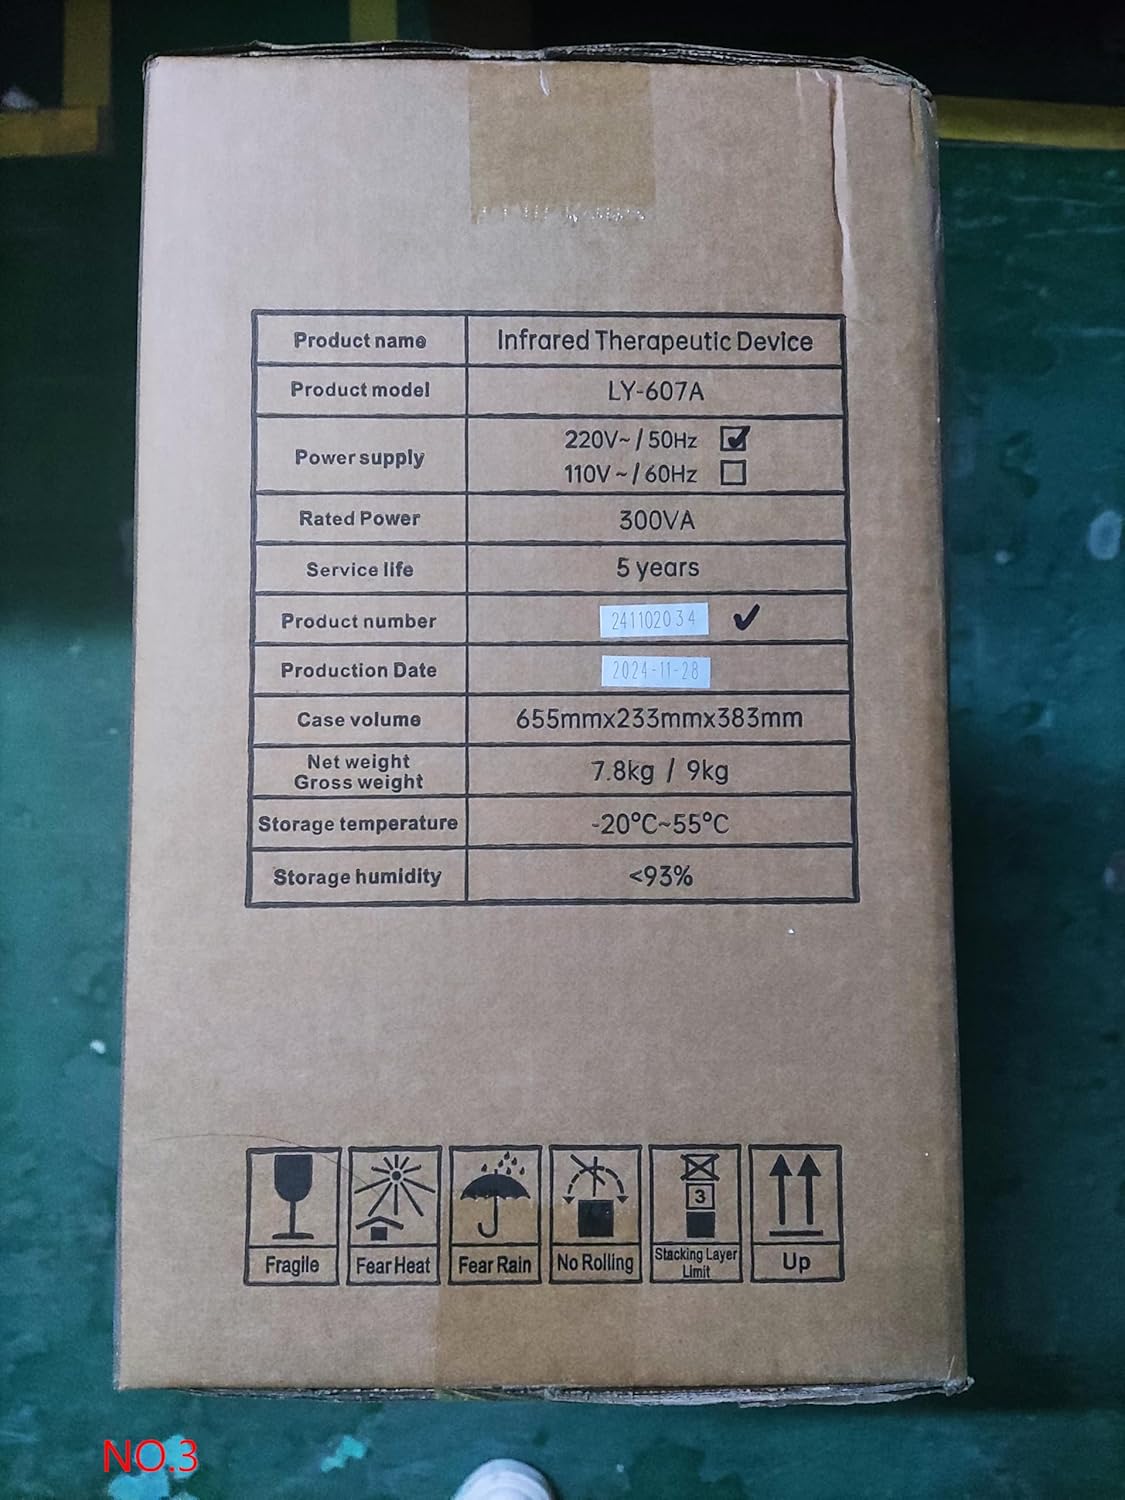 Product name Infrared Therapeutic Device
Product model LY-607A
Power supply 220V~/50Hz
110V~/60Hz
Rated Power 300VA
Service life 5 years
Product number 241102034
Production Date 2024-11-28
Case volume 655mmx233mmx383mm
Net weight
Gross weight 7.8kg / 9kg
Storage temperature -20°C~55°C
Storage humidity <93%
3
Fragile
Fear Heat
Fear Rain
No Rolling
Stacking Layer
Limit
Up
NO.3